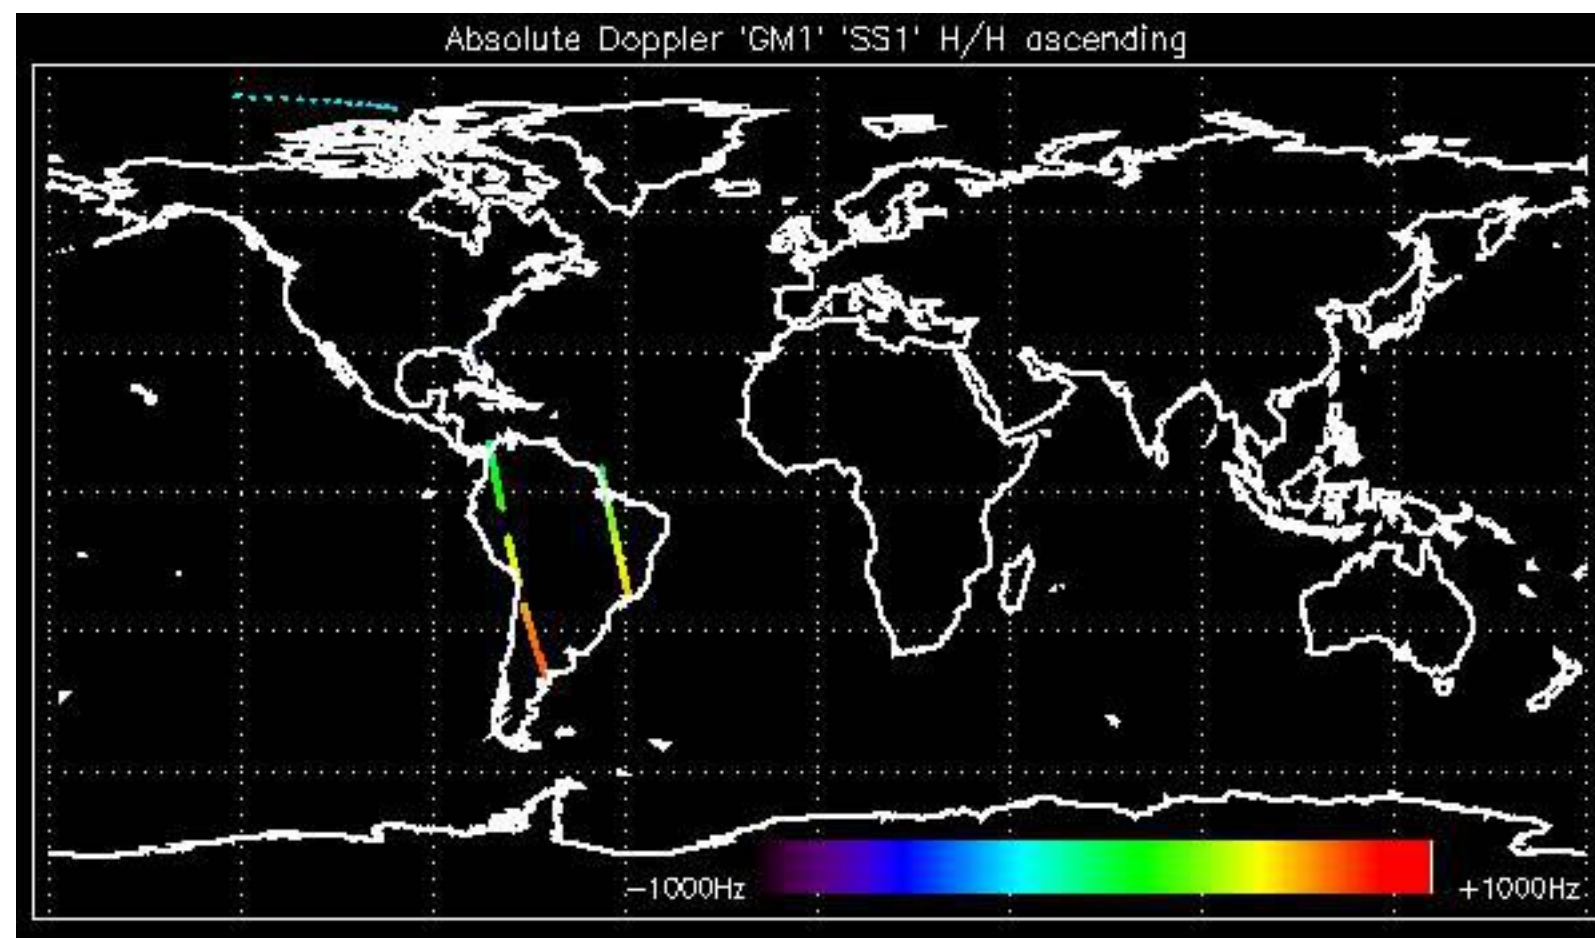 Absolute Doppler 'GM1' 'SS1' H/H ascending
−1000Hz
+1000Hz